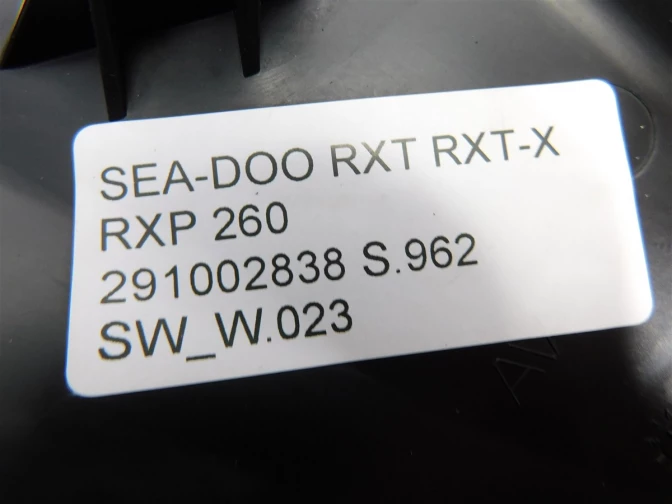 SEA-DOO RXT RXT-X
RXP 260
291002838 S.962
SW_W.023